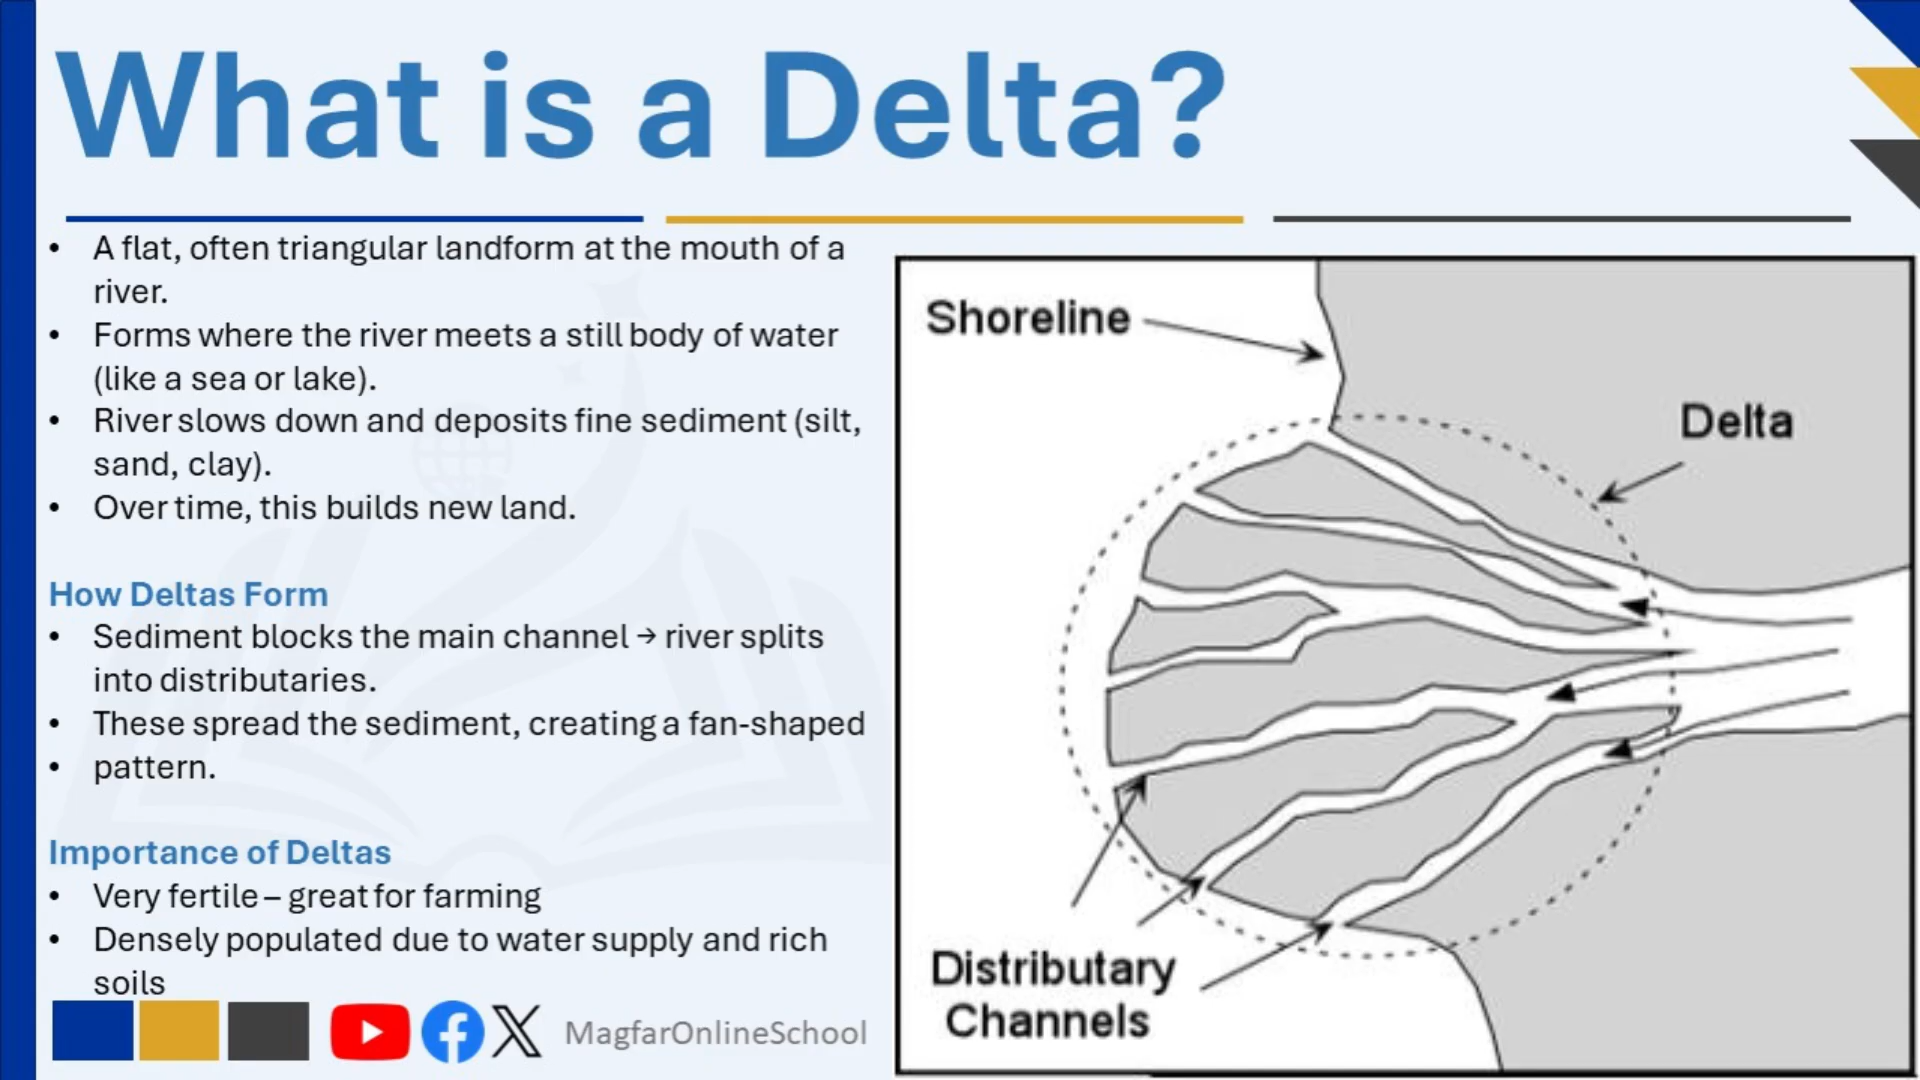 What is a Delta?
• A flat, often triangular landform at the mouth of a
river.
• Forms where the river meets a still body of water
(like a sea or lake).
• River slows down and deposits fine sediment (silt,
sand, clay).
• Over time, this builds new land.
How Deltas Form
• Sediment blocks the main channel → river splits
into distributaries.
• These spread the sediment, creating a fan-shaped
• pattern.
Importance of Deltas
• Very fertile – great for farming
• Densely populated due to water supply and rich
soils
MagfarOnlineSchool
Shoreline
Delta
Distributary
Channels